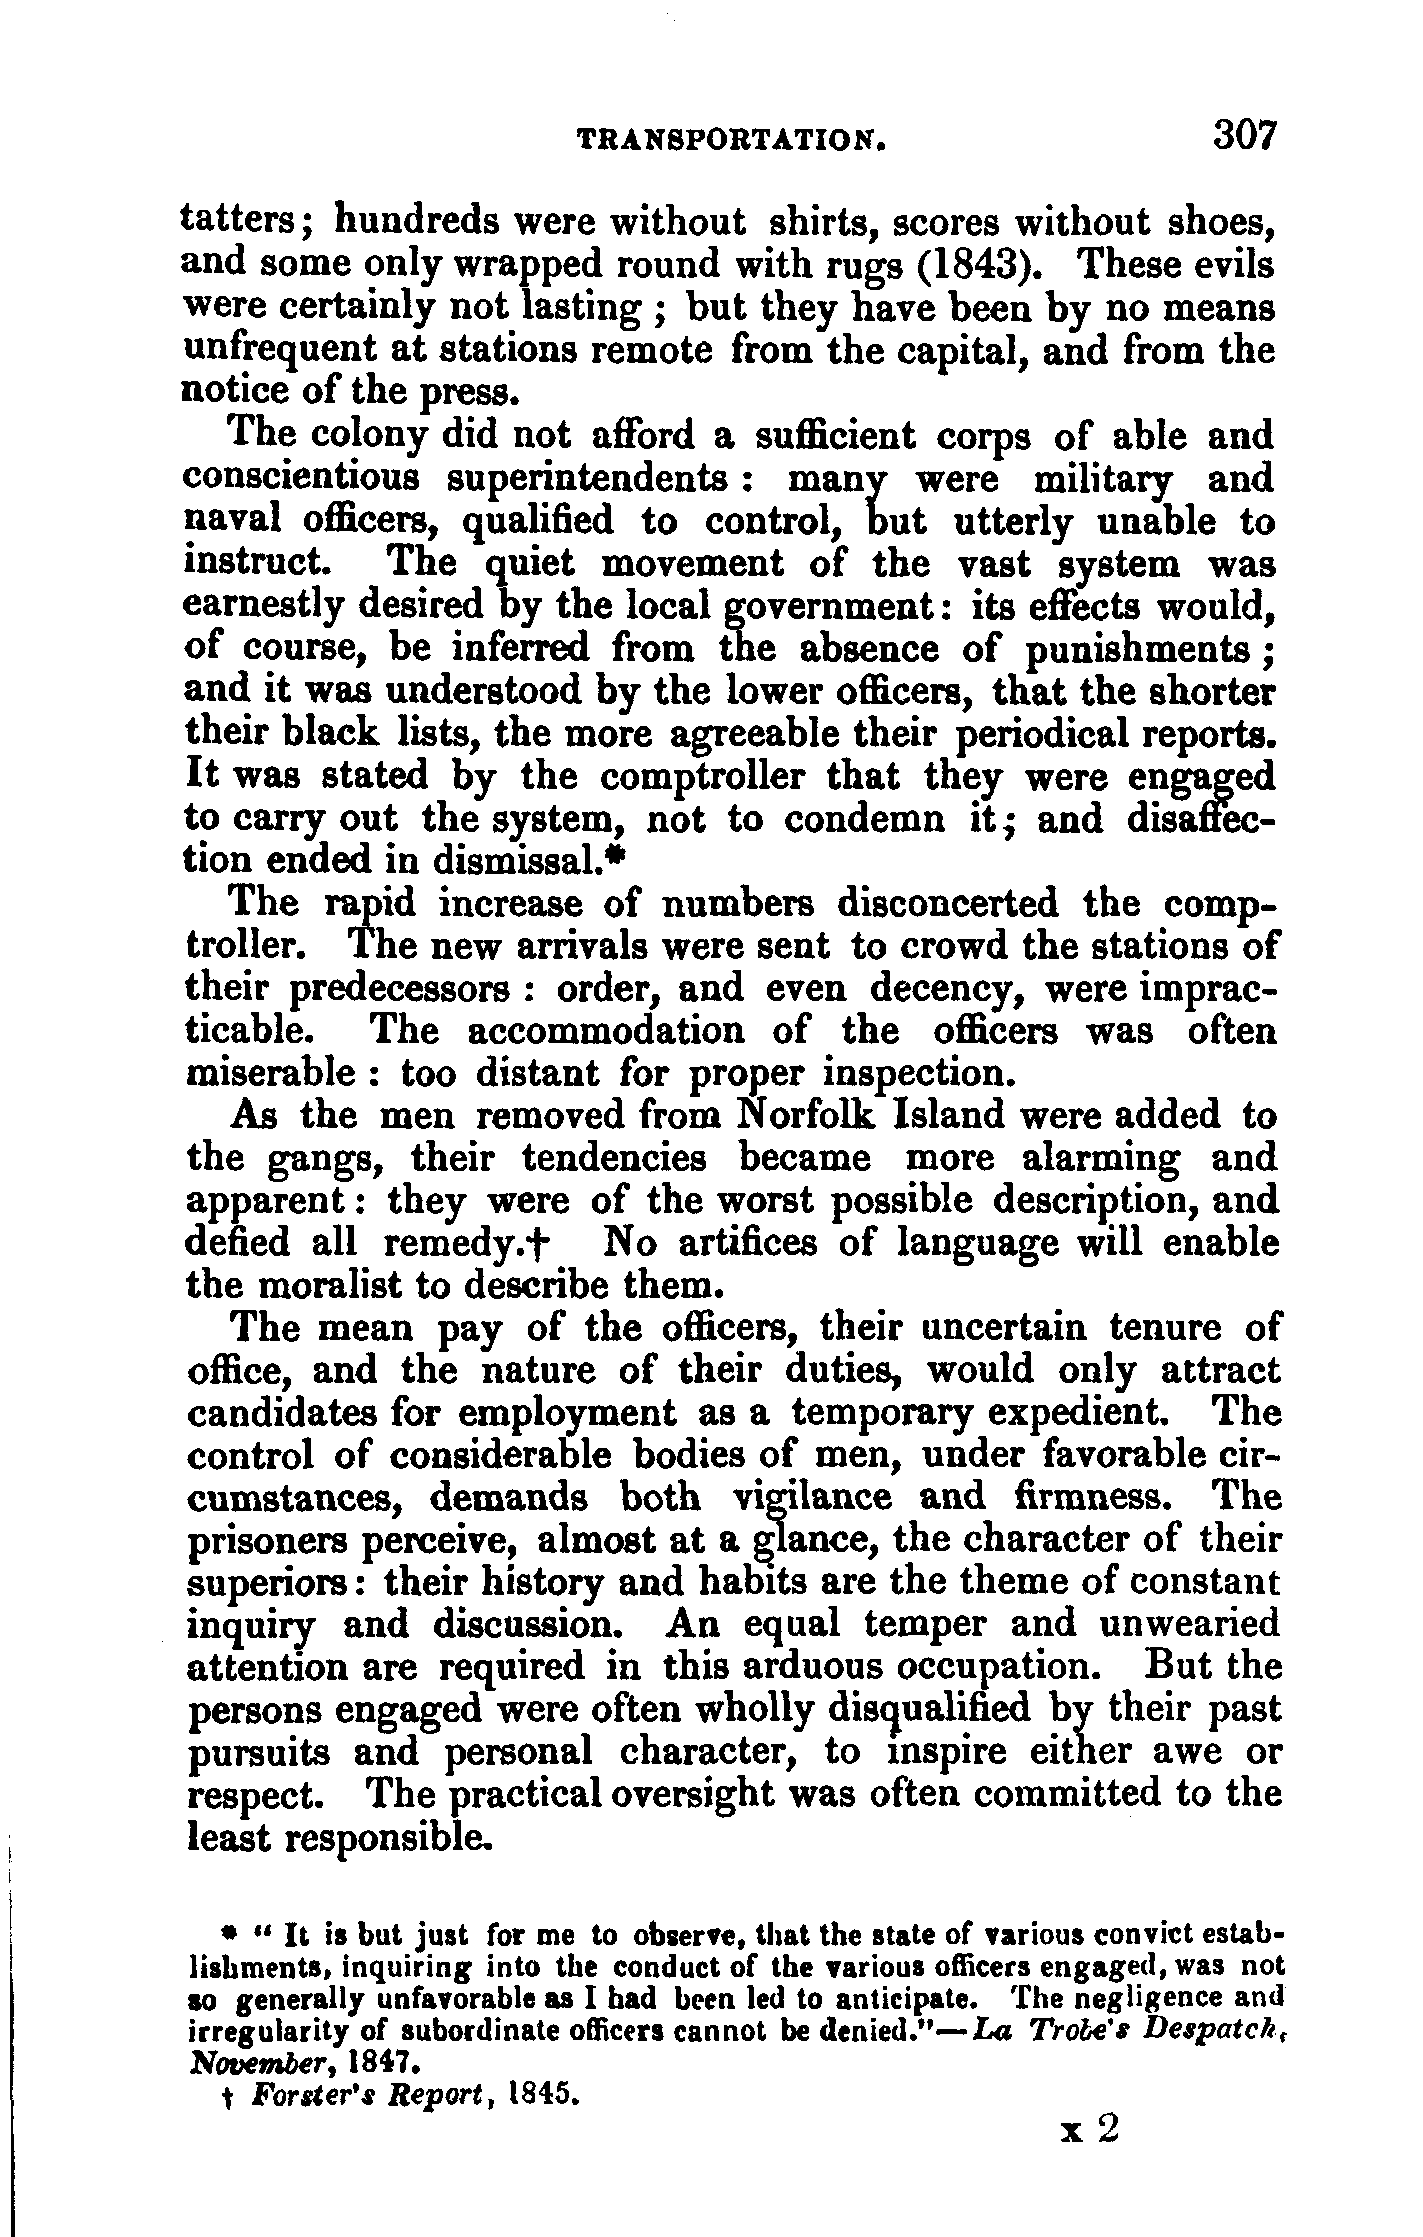 TRANSPORTATION. 307
tatters; hundreds were without shirts, scores without shoes,
and some only wrapped round with rugs (1843). These evils
were certainly not lasting ; but they have been by no means
unfrequent at stations remote from the capital, and from the
notice of the press.
The colony did not afford a sufficient corps of able and
conscientious superintendents : many were military and
naval officers, qualified to control, but utterly unable to
instruct. The quiet movement of the vast system was
earnestly desired by the local government: its effects would,
of course, be inferred from the absence of punishments ;
and it was understood by the lower officers, that the shorter
their black lists, the more agreeable their periodical reports.
It was stated by the comptroller that they were engaged
to carry out the system, not to condemn it; and disaffec-
tion ended in dismissal.*
The rapid increase of numbers disconcerted the comp-
troller. The new arrivals were sent to crowd the stations of
their predecessors : order, and even decency, were imprac-
ticable. The accommodation of the officers was often
miserable : too distant for proper inspection.
As the men removed from Norfolk Island were added to
the gangs, their tendencies became more alarming and
apparent : they were of the worst possible description, and
defied all remedy.† No artifices of language will enable
the moralist to describe them.
The mean pay of the officers, their uncertain tenure of
office, and the nature of their duties, would only attract
candidates for employment as a temporary expedient. The
control of considerable bodies of men, under favorable cir-
cumstances, demands both vigilance and firmness. The
prisoners perceive, almost at a glance, the character of their
superiors : their history and habits are the theme of constant
inquiry and discussion. An equal temper and unwearied
attention are required in this arduous occupation. But the
persons engaged were often wholly disqualified by their past
pursuits and personal character, to inspire either awe or
respect. The practical oversight was often committed to the
least responsible.
* " It is but just for me to observe, that the state of various convict estab-
lishments, inquiring into the conduct of the various officers engaged, was not
so generally unfavorable as I had been led to anticipate. The negligence and
irregularity of subordinate officers cannot be denied."—La Trobe's Despatch,
November, 1847.
† Forster's Report, 1845.
x 2